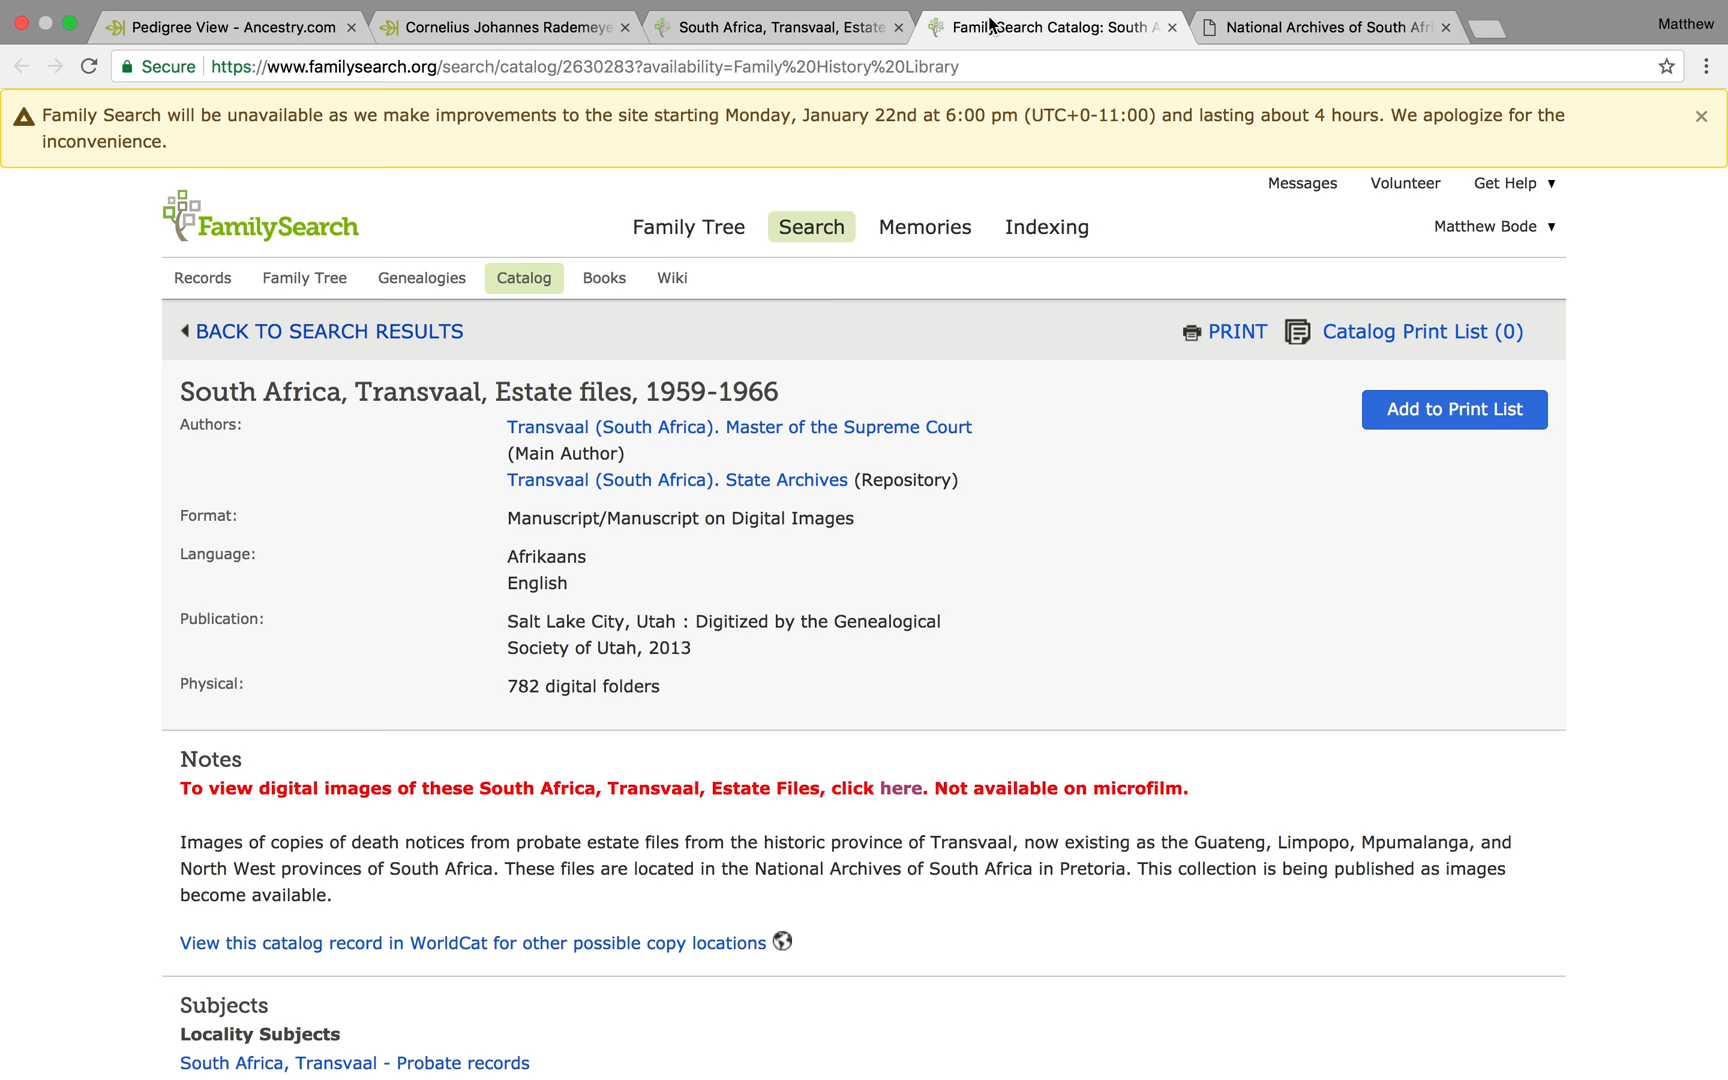 Pedigree View - Ancestry.com
Cornelius Johannes Rademeye
South Africa, Transvaal, Estate
FamilySearch Catalog: South A
National Archives of South Afri
Matthew
Secure
https://www.familysearch.org/search/catalog/2630283?availability=Family%20History%20Library
Family Search will be unavailable as we make improvements to the site starting Monday, January 22nd at 6:00 pm (UTC+0-11:00) and lasting about 4 hours. We apologize for the
inconvenience.
Messages Volunteer Get Help
FamilySearch
Family Tree Search Memories Indexing
Matthew Bode
Records Family Tree Genealogies Catalog Books Wiki
BACK TO SEARCH RESULTS
PRINT Catalog Print List (0)
South Africa, Transvaal, Estate files, 1959-1966
Add to Print List
Authors: Transvaal (South Africa). Master of the Supreme Court
(Main Author)
Transvaal (South Africa). State Archives (Repository)
Format: Manuscript/Manuscript on Digital Images
Language: Afrikaans
English
Publication: Salt Lake City, Utah : Digitized by the Genealogical
Society of Utah, 2013
Physical: 782 digital folders
Notes
To view digital images of these South Africa, Transvaal, Estate Files, click here. Not available on microfilm.
Images of copies of death notices from probate estate files from the historic province of Transvaal, now existing as the Guateng, Limpopo, Mpumalanga, and
North West provinces of South Africa. These files are located in the National Archives of South Africa in Pretoria. This collection is being published as images
become available.
View this catalog record in WorldCat for other possible copy locations
Subjects
Locality Subjects
South Africa, Transvaal - Probate records